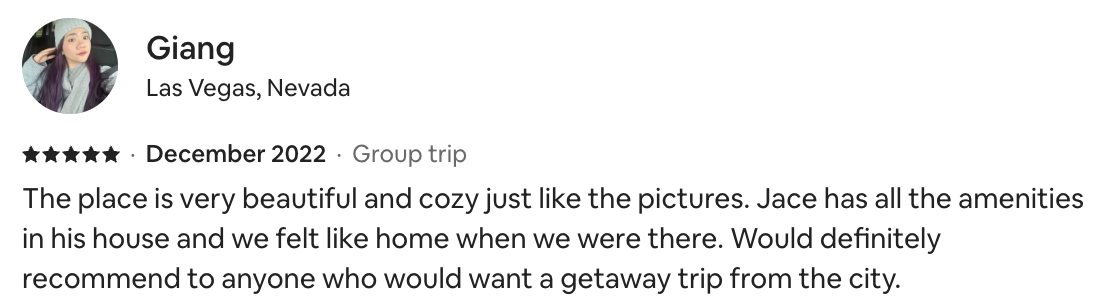 Giang
Las Vegas, Nevada
★★★★★ · December 2022 · Group trip
The place is very beautiful and cozy just like the pictures. Jace has all the amenities
in his house and we felt like home when we were there. Would definitely
recommend to anyone who would want a getaway trip from the city.